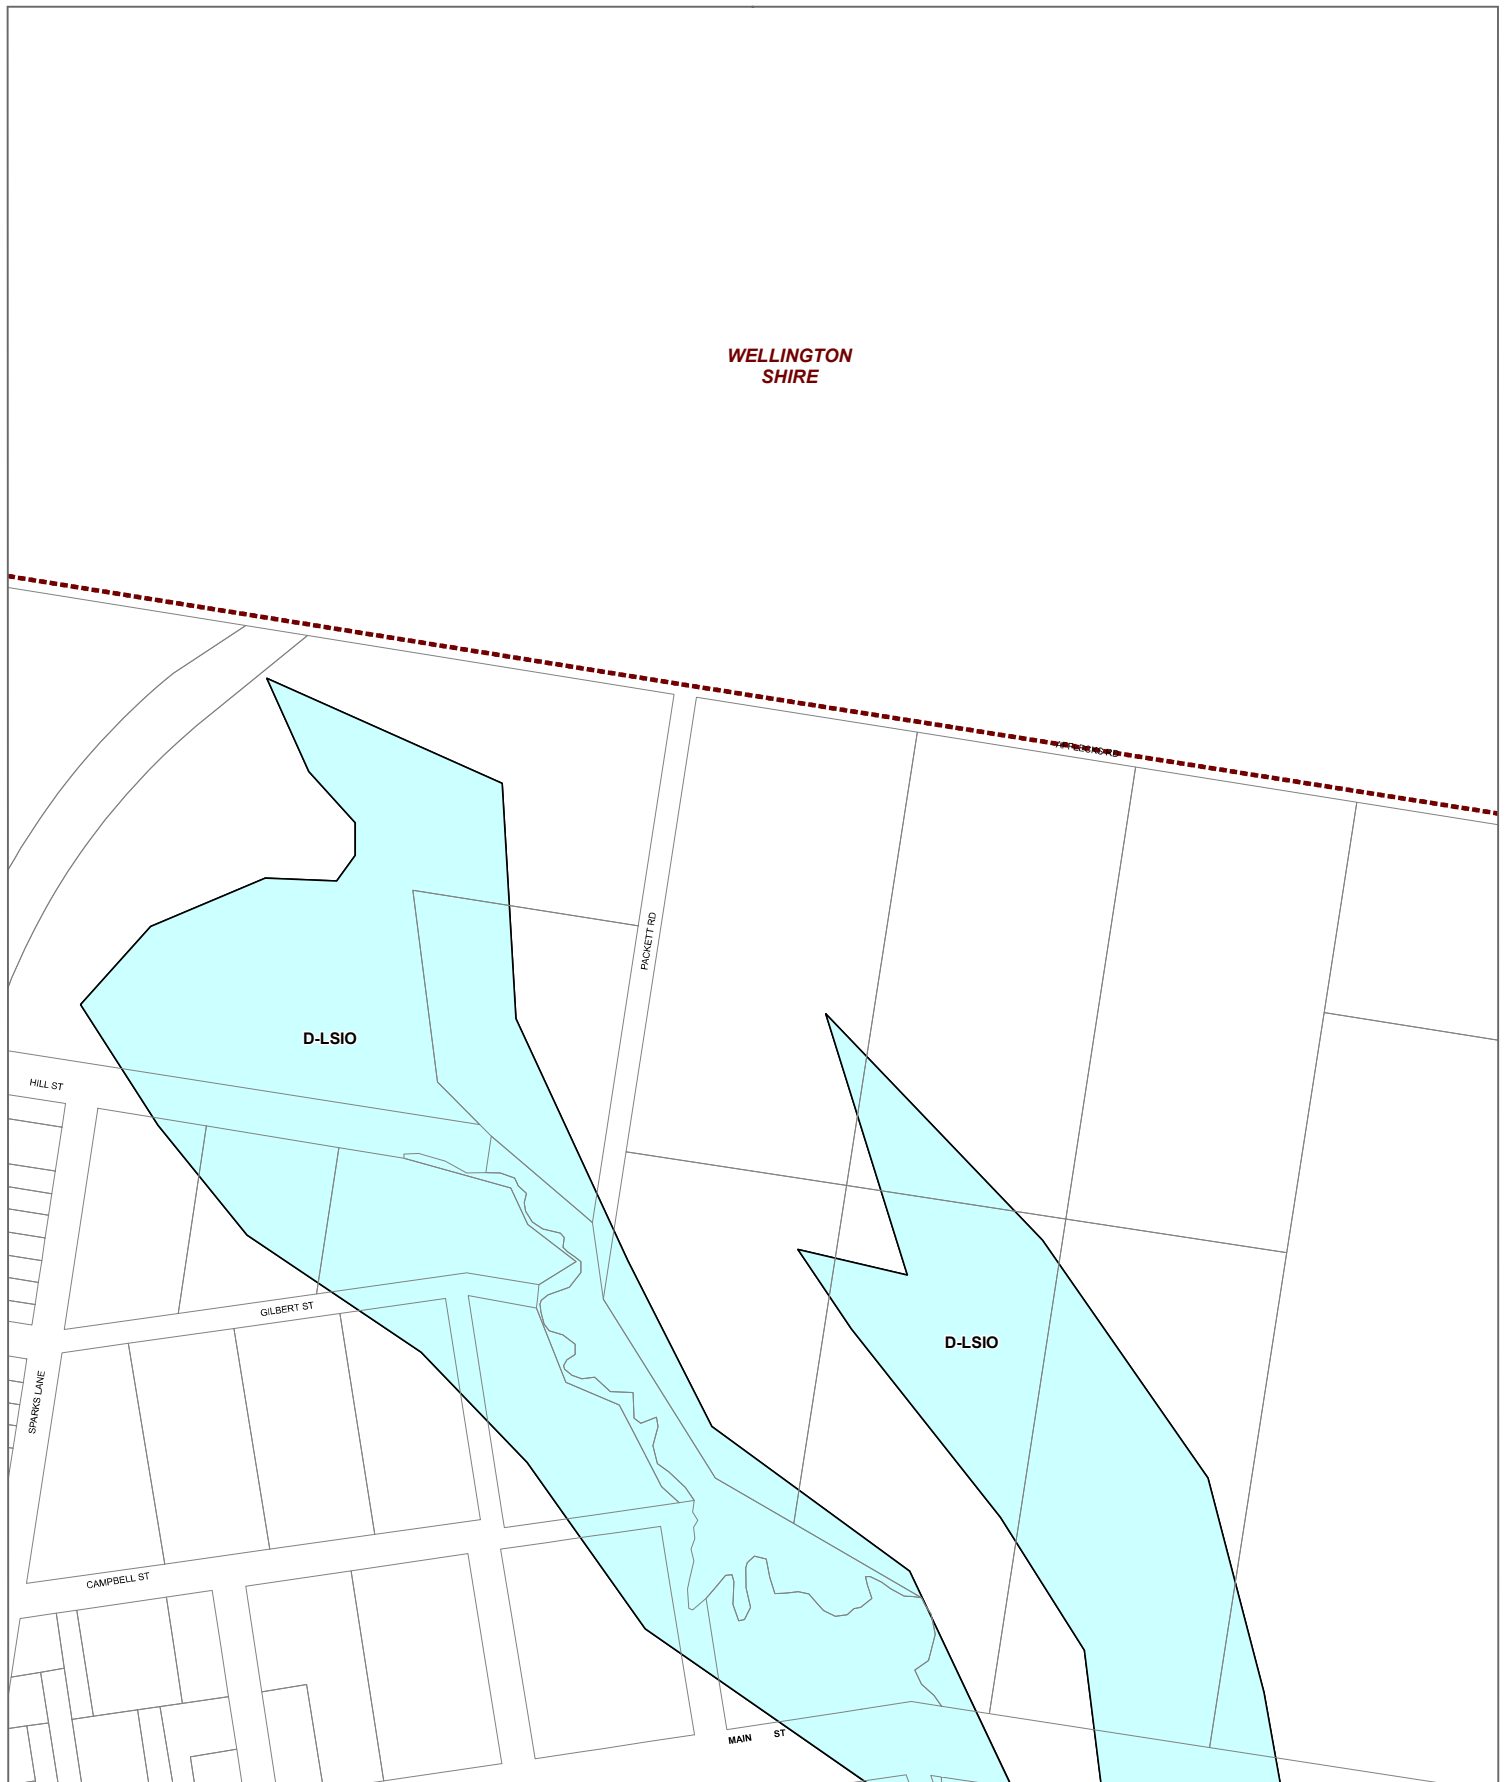 WELLINGTON
SHIRE
PACKETT RD
D-LSIO
HILL ST
GILBERT ST
D-LSIO
SPARKS LANE
CAMPBELL ST
MAIN ST